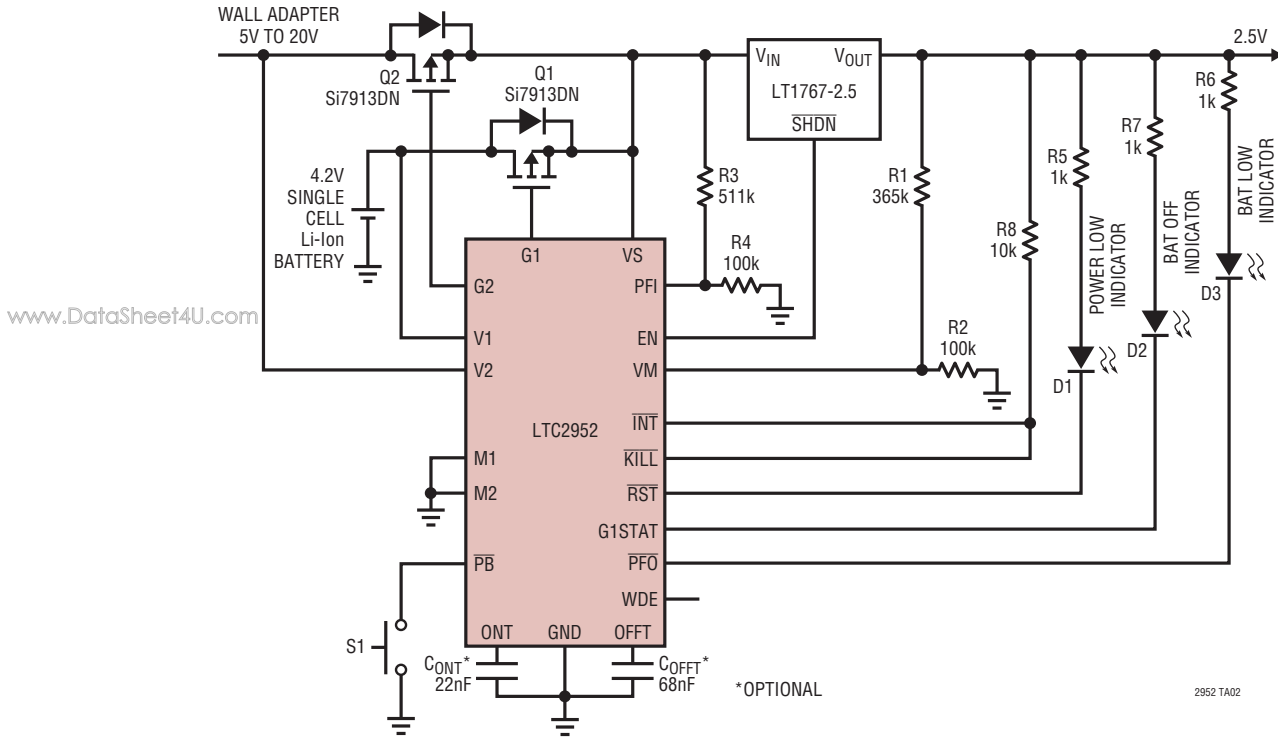 WALL ADAPTER
5V TO 20V
2.5V
Q2
Si7913DN
Q1
Si7913DN
VIN
VOUT
LT1767-2.5
SHDN
R6
1k
R7
1k
R5
1k
R3
511k
R1
365k
R8
10k
R4
100k
R2
100k
4.2V
SINGLE
CELL
Li-Ion
BATTERY
POWER LOW
INDICATOR
BAT OFF
INDICATOR
BAT LOW
INDICATOR
D3
D2
D1
www.DataSheet4U.com
G1
VS
G2
PFI
V1
EN
V2
VM
LTC2952
INT
KILL
M1
M2
RST
G1STAT
PB
PFO
WDE
ONT
GND
OFFT
S1
CONT*
22nF
COFFT*
68nF
*OPTIONAL
2952 TA02